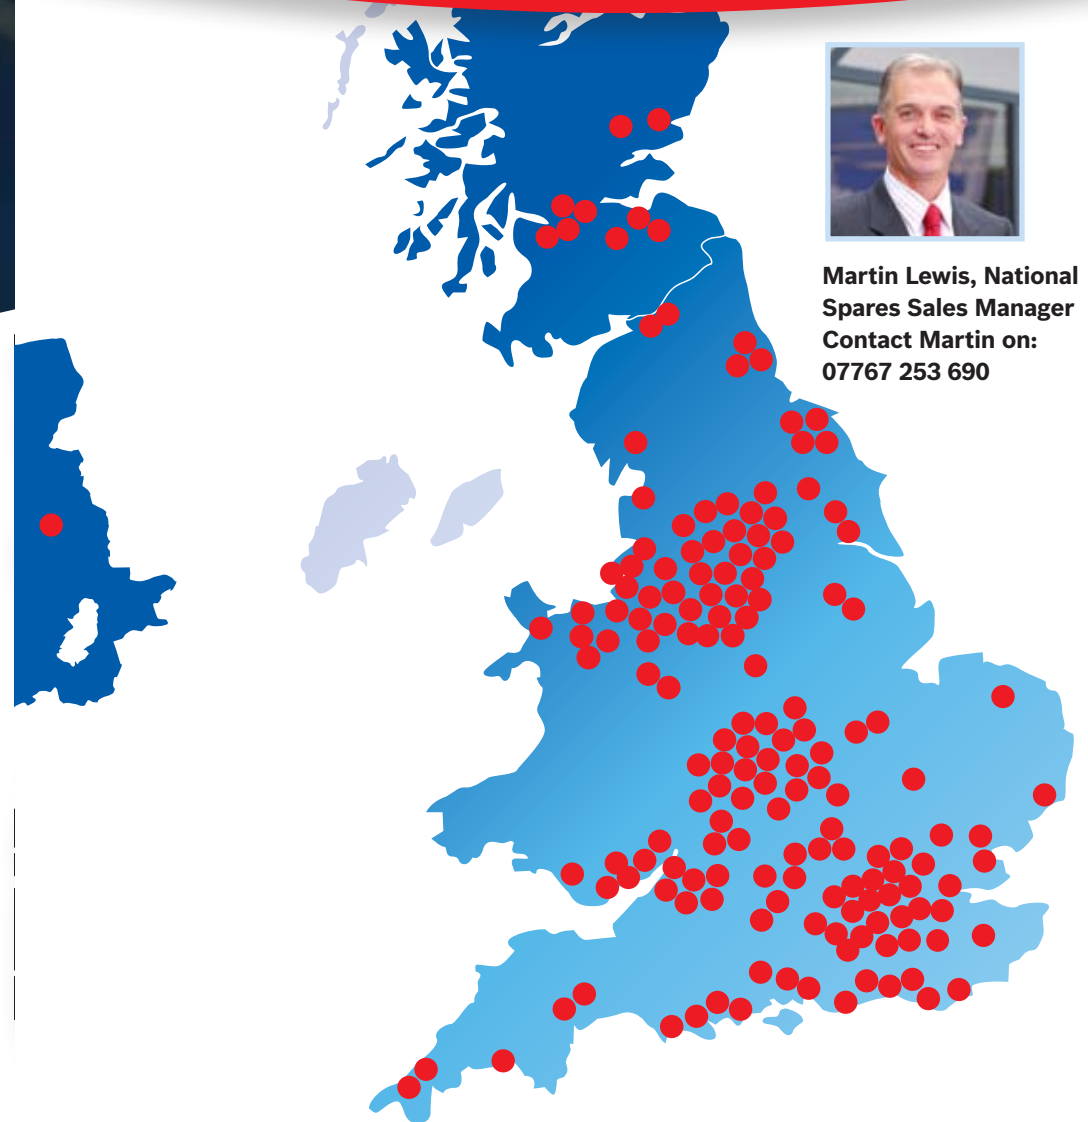 Martin Lewis, National
Spares Sales Manager
Contact Martin on:
07767 253 690